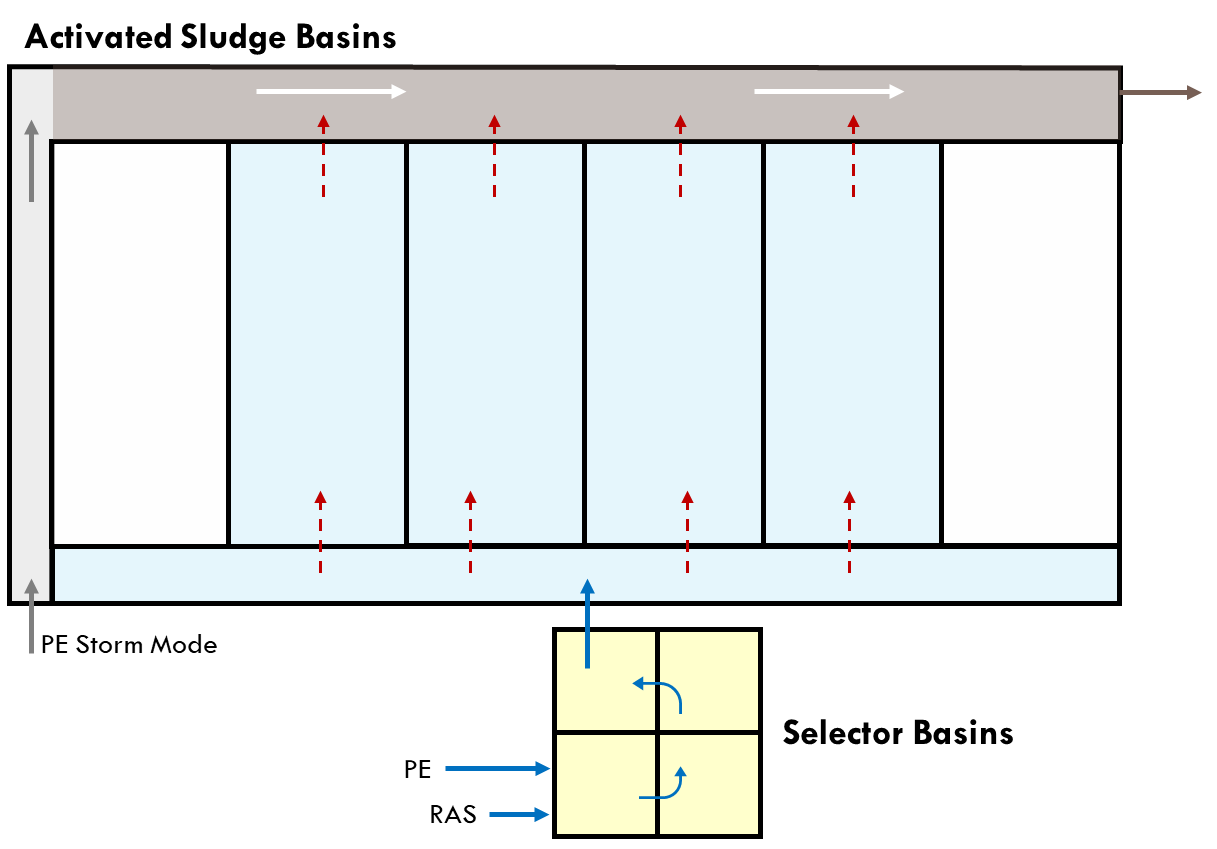 Activated Sludge Basins
PE Storm Mode
Selector Basins
PE
RAS